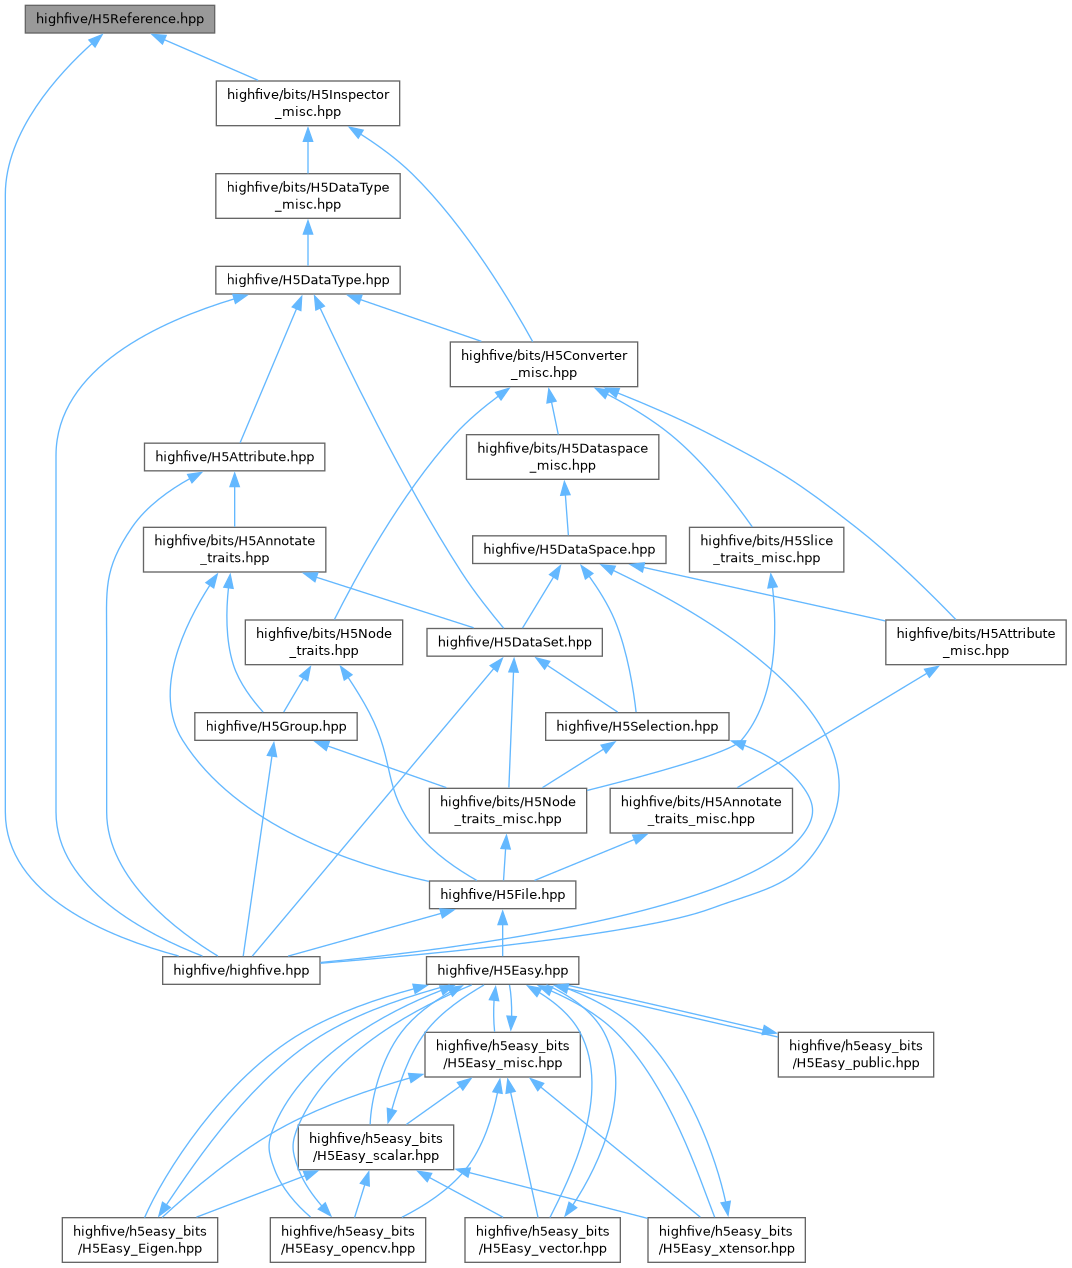 highfive/H5Reference.hpp
highfive/bits/H5Inspector
_misc.hpp
highfive/bits/H5DataType
_misc.hpp
highfive/H5DataType.hpp
highfive/bits/H5Converter
_misc.hpp
highfive/H5Attribute.hpp
highfive/bits/H5Dataspace
_misc.hpp
highfive/bits/H5Annotate
_traits.hpp
highfive/H5DataSpace.hpp
highfive/bits/H5Slice
_traits_misc.hpp
highfive/bits/H5Node
_traits.hpp
highfive/H5DataSet.hpp
highfive/bits/H5Attribute
_misc.hpp
highfive/H5Group.hpp
highfive/H5Selection.hpp
highfive/bits/H5Node
_traits_misc.hpp
highfive/bits/H5Annotate
_traits_misc.hpp
highfive/H5File.hpp
highfive/highfive.hpp
highfive/H5Easy.hpp
highfive/h5easy_bits
/H5Easy_misc.hpp
highfive/h5easy_bits
/H5Easy_public.hpp
highfive/h5easy_bits
/H5Easy_scalar.hpp
highfive/h5easy_bits
/H5Easy_Eigen.hpp
highfive/h5easy_bits
/H5Easy_opencv.hpp
highfive/h5easy_bits
/H5Easy_vector.hpp
highfive/h5easy_bits
/H5Easy_xtensor.hpp